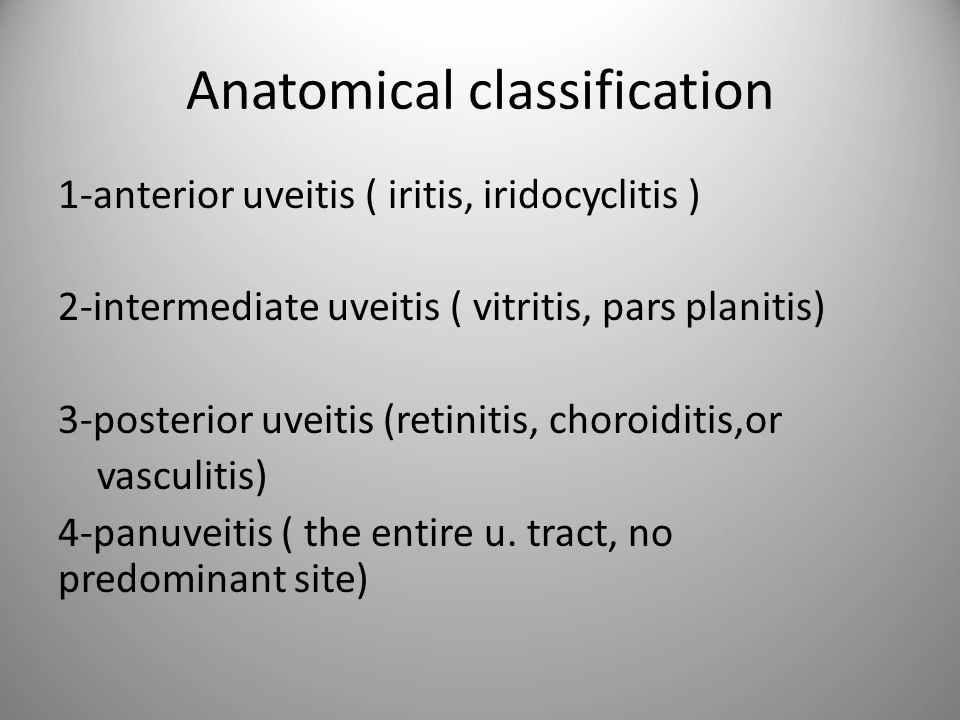 Anatomical classification
1-anterior uveitis ( iritis, iridocyclitis )
2-intermediate uveitis ( vitritis, pars planitis)
3-posterior uveitis (retinitis, choroiditis,or
vasculitis)
4-panuveitis ( the entire u. tract, no
predominant site)